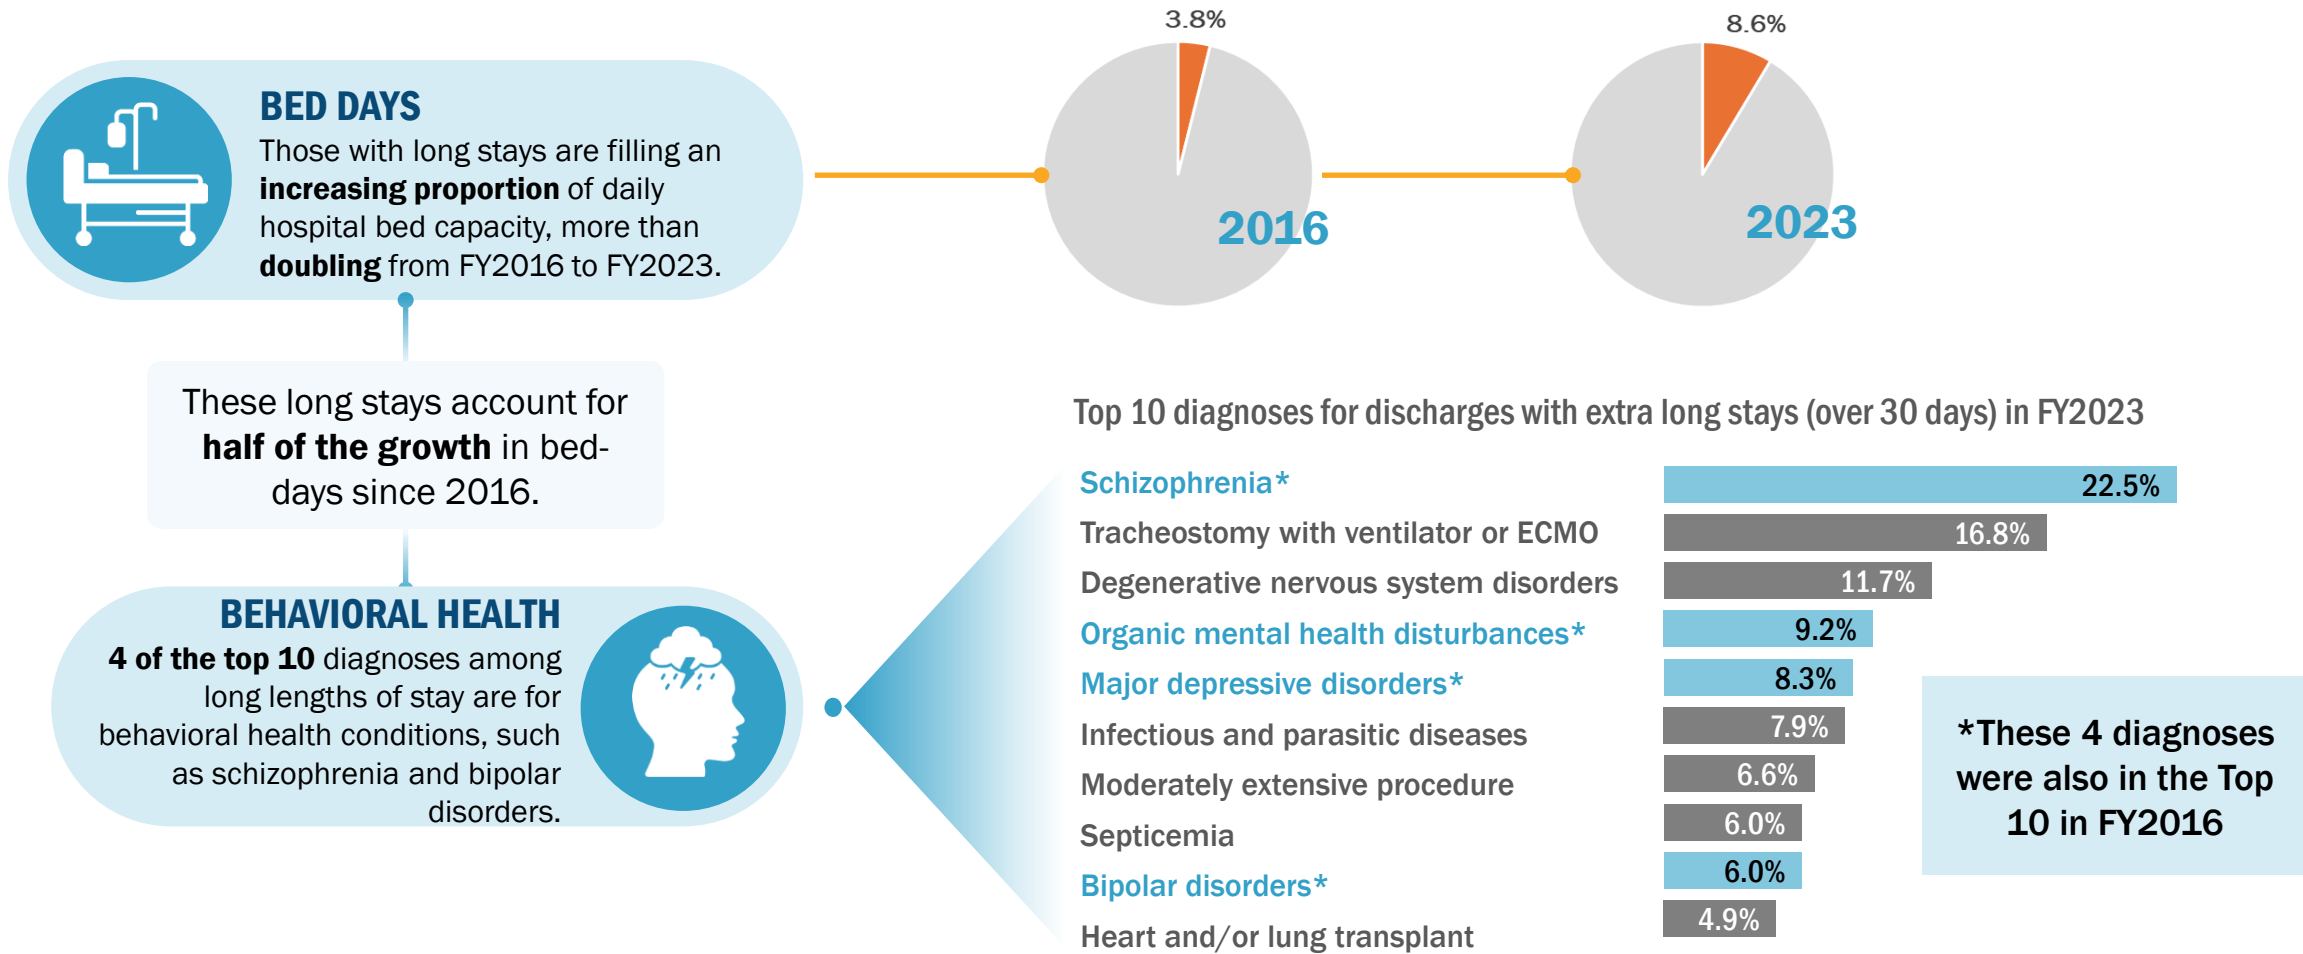 BED DAYS
Those with long stays are filling an
increasing proportion of daily
hospital bed capacity, more than
doubling from FY2016 to FY2023.
3.8%
2016
8.6%
2023
These long stays account for
half of the growth in bed-
days since 2016.
BEHAVIORAL HEALTH
4 of the top 10 diagnoses among
long lengths of stay are for
behavioral health conditions, such
as schizophrenia and bipolar
disorders.
Top 10 diagnoses for discharges with extra long stays (over 30 days) in FY2023
Schizophrenia* 22.5%
Tracheostomy with ventilator or ECMO 16.8%
Degenerative nervous system disorders 11.7%
Organic mental health disturbances* 9.2%
Major depressive disorders* 8.3%
Infectious and parasitic diseases 7.9%
Moderately extensive procedure 6.6%
Septicemia 6.0%
Bipolar disorders* 6.0%
Heart and/or lung transplant 4.9%
*These 4 diagnoses
were also in the Top
10 in FY2016